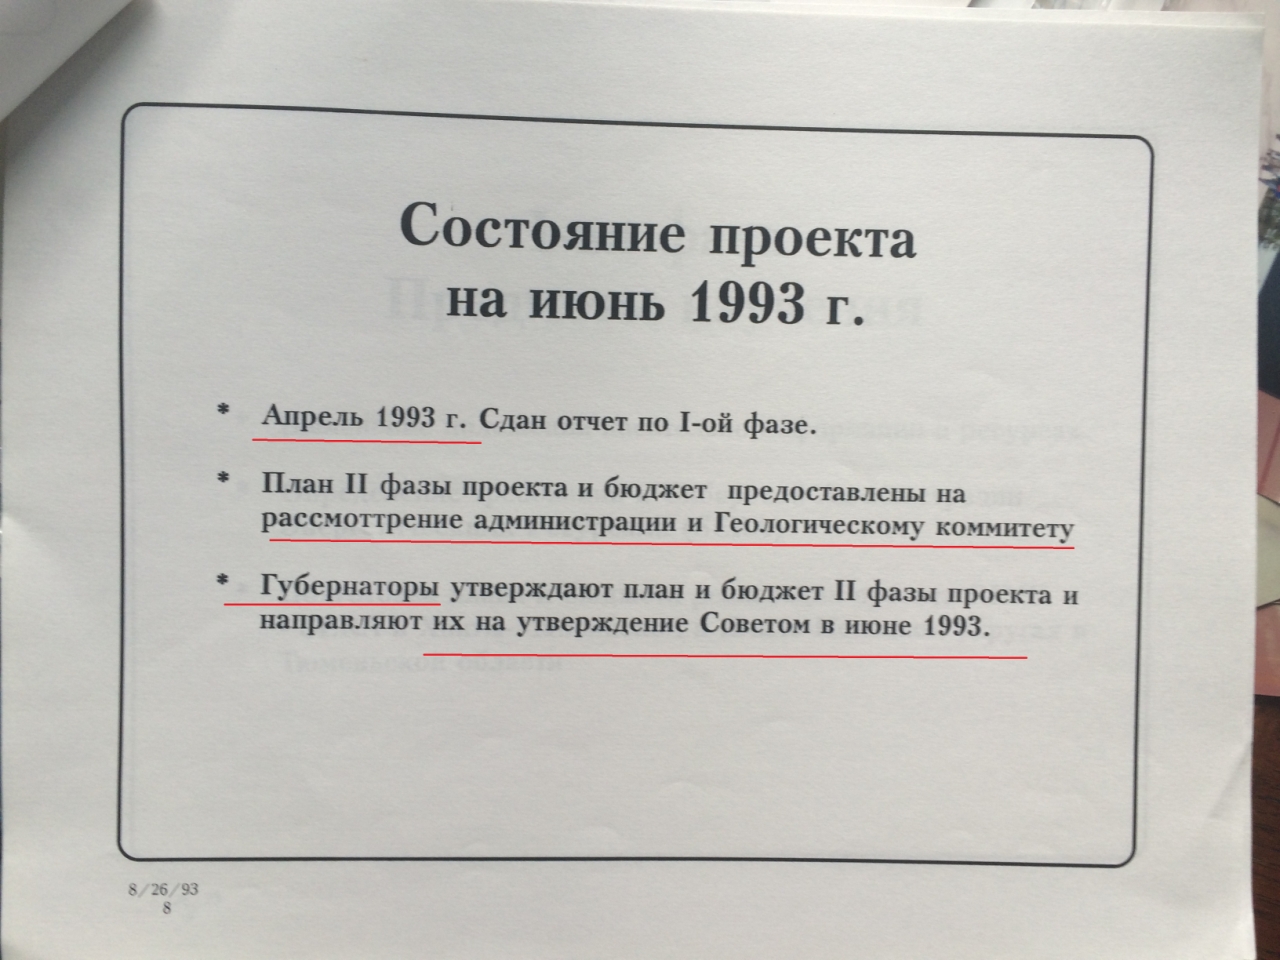 Состояние проекта
на июнь 1993 г.
* Апрель 1993 г. Сдан отчет по I-ой фазе.
* План II фазы проекта и бюджет предоставлены на
рассмоттрение администрации и Геологическому коммитету
* Губернаторы утверждают план и бюджет II фазы проекта и
направляют их на утверждение Советом в июне 1993.
8/26/93
8